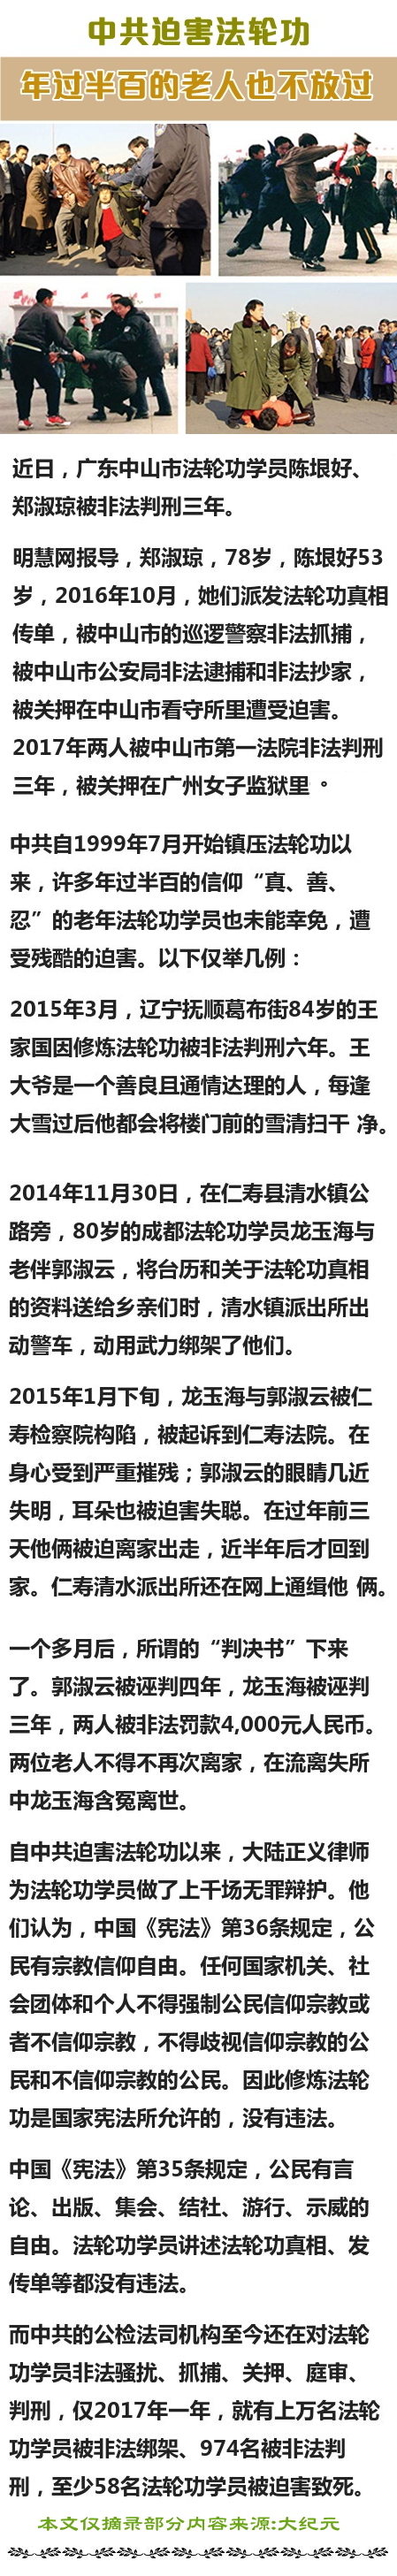 中共迫害法轮功
年过半百的老人也不放过
近日，广东中山市法轮功学员陈垠好、
郑淑琼被非法判刑三年。
明慧网报导，郑淑琼，78岁，陈垠好53
岁，2016年10月，她们派发法轮功真相
传单，被中山市的巡逻警察非法抓捕，
被中山市公安局非法逮捕和非法抄家，
被关押在中山市看守所里遭受迫害。
2017年两人被中山市第一法院非法判刑
三年，被关押在广州女子监狱里 。
中共自1999年7月开始镇压法轮功以
来，许多年过半百的信仰“真、善、
忍”的老年法轮功学员也未能幸免，遭
受残酷的迫害。以下仅举几例：
2015年3月，辽宁抚顺葛布街84岁的王
家国因修炼法轮功被非法判刑六年。王
大爷是一个善良且通情达理的人，每逢
大雪过后他都会将楼门前的雪清扫干 净。
2014年11月30日，在仁寿县清水镇公
路旁，80岁的成都法轮功学员龙玉海与
老伴郭淑云，将台历和关于法轮功真相
的资料送给乡亲们时，清水镇派出所出
动警车，动用武力绑架了他们。
2015年1月下旬，龙玉海与郭淑云被仁
寿检察院构陷，被起诉到仁寿法院。在
身心受到严重摧残；郭淑云的眼睛几近
失明，耳朵也被迫害失聪。在过年前三
天他俩被迫离家出走，近半年后才回到
家。仁寿清水派出所还在网上通缉他 俩。
一个多月后，所谓的“判决书”下来
了。郭淑云被诬判四年，龙玉海被诬判
三年，两人被非法罚款4,000元人民币。
两位老人不得不再次离家，在流离失所
中龙玉海含冤离世。
自中共迫害法轮功以来，大陆正义律师
为法轮功学员做了上千场无罪辩护。他
们认为，中国《宪法》第36条规定，公
民有宗教信仰自由。任何国家机关、社
会团体和个人不得强制公民信仰宗教或
者不信仰宗教，不得歧视信仰宗教的公
民和不信仰宗教的公民。因此修炼法轮
功是国家宪法所允许的，没有违法。
中国《宪法》第35条规定，公民有言
论、出版、集会、结社、游行、示威的
自由。法轮功学员讲述法轮功真相、发
传单等都没有违法。
而中共的公检法司机构至今还在对法轮
功学员非法骚扰、抓捕、关押、庭审、
判刑，仅2017年一年，就有上万名法轮
功学员被非法绑架、974名被非法判
刑，至少58名法轮功学员被迫害致死。
本文仅摘录部分内容来源:大纪元